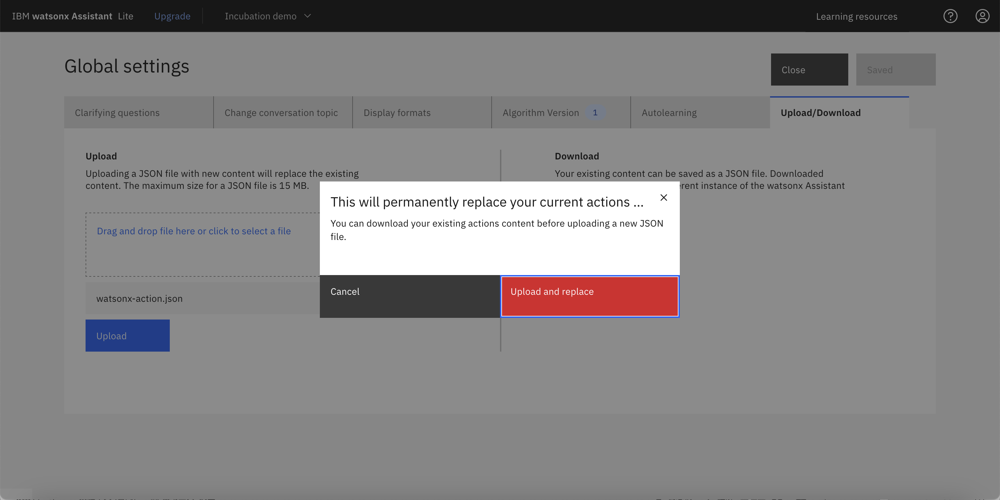 IBM watsonx Assistant Lite Upgrade Incubation demo Learning resources
Global settings
Close Saved
Clarifying questions Change conversation topic Display formats Algorithm Version 1 Autolearning Upload/Download
Upload
Uploading a JSON file with new content will replace the existing
content. The maximum size for a JSON file is 15 MB.
Download
Your existing content can be saved as a JSON file. Downloaded
instance of the watsonx Assistant
This will permanently replace your current actions ...
You can download your existing actions content before uploading a new JSON
file.
Cancel Upload and replace
Drag and drop file here or click to select a file
watsonx-action.json
Upload